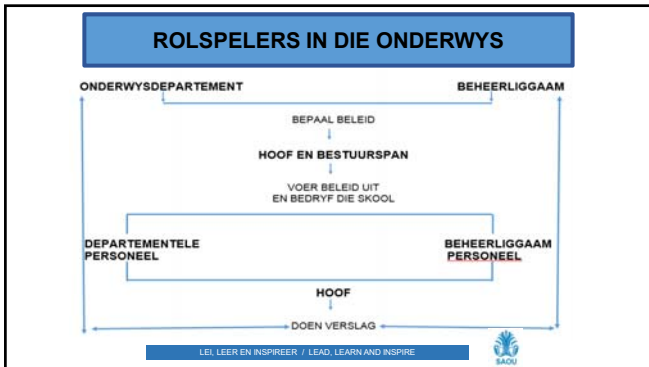 ROLSPELERS IN DIE ONDERWYS
ONDERWYSDEPARTEMENT
BEHEERLIGGAAM
BEPAAL BELEID
HOOF EN BESTUURSPAN
VOER BELEID UIT
EN BEDRYF DIE SKOOL
DEPARTEMENTELE
PERSONEEL
BEHEERLIGGAAM
PERSONEEL
HOOF
DOEN VERSLAG
LEI, LEER EN INSPIREER / LEAD, LEARN AND INSPIRE
SAOU